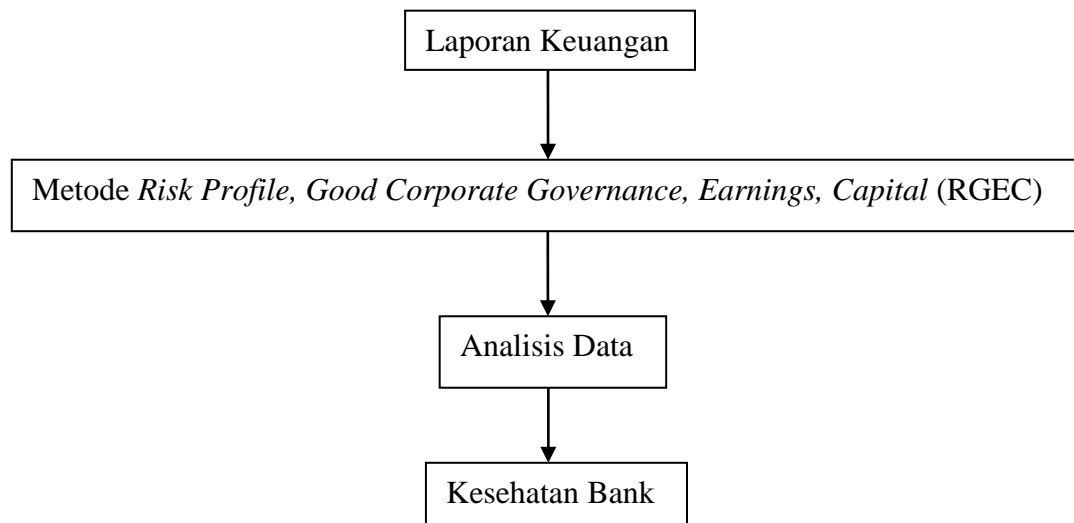 Laporan Keuangan
Metode Risk Profile, Good Corporate Governance, Earnings, Capital (RGEC)
Analisis Data
Kesehatan Bank